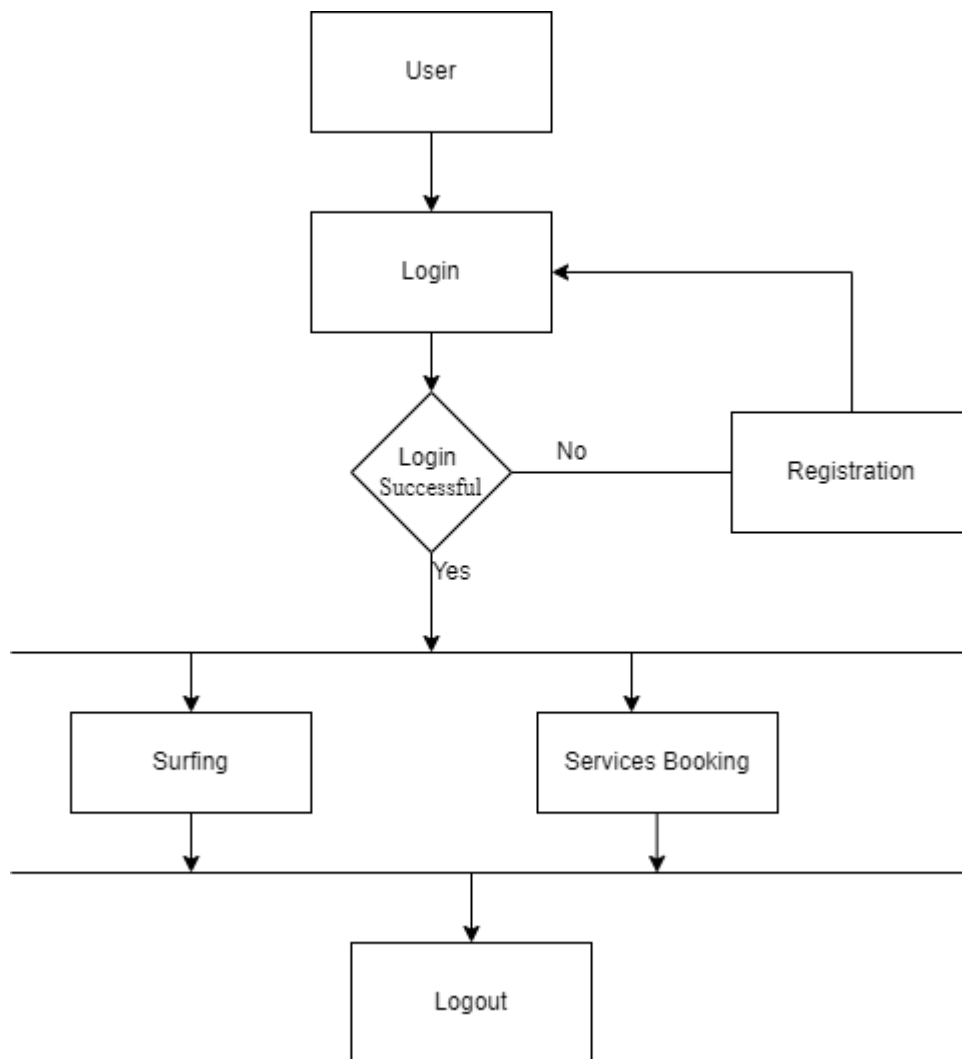 User
Login
Login
Successful
No
Registration
Yes
Surfing
Services Booking
Logout